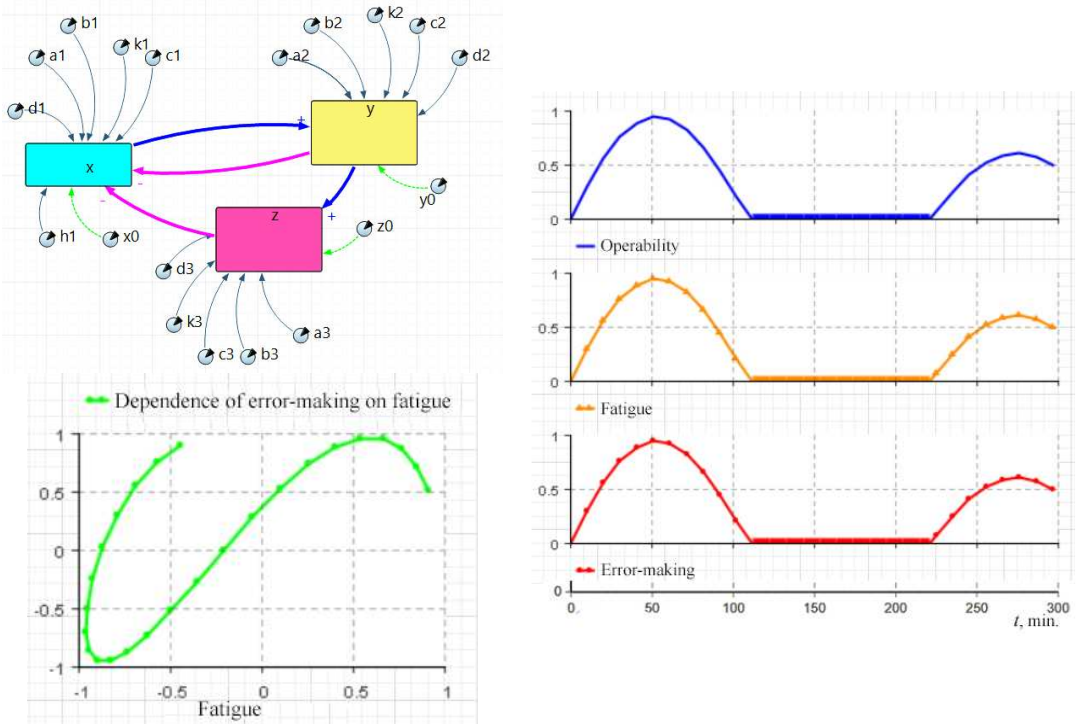 b1
k1
a1
c1
d1
x
-
-
h1
x0
b2
k2
c2
a2
d2
y
+
y0
z
+
z0
d3
k3
c3
b3
a3
Dependence of error-making on fatigue
1
0.5
0
-0.5
-1
-1 -0.5 0 0.5 1
Fatigue
1
0.5
0
Operability
1
0.5
0
Fatigue
1
0.5
0
Error-making
0
0 50 100 150 200 250 300
t, min.